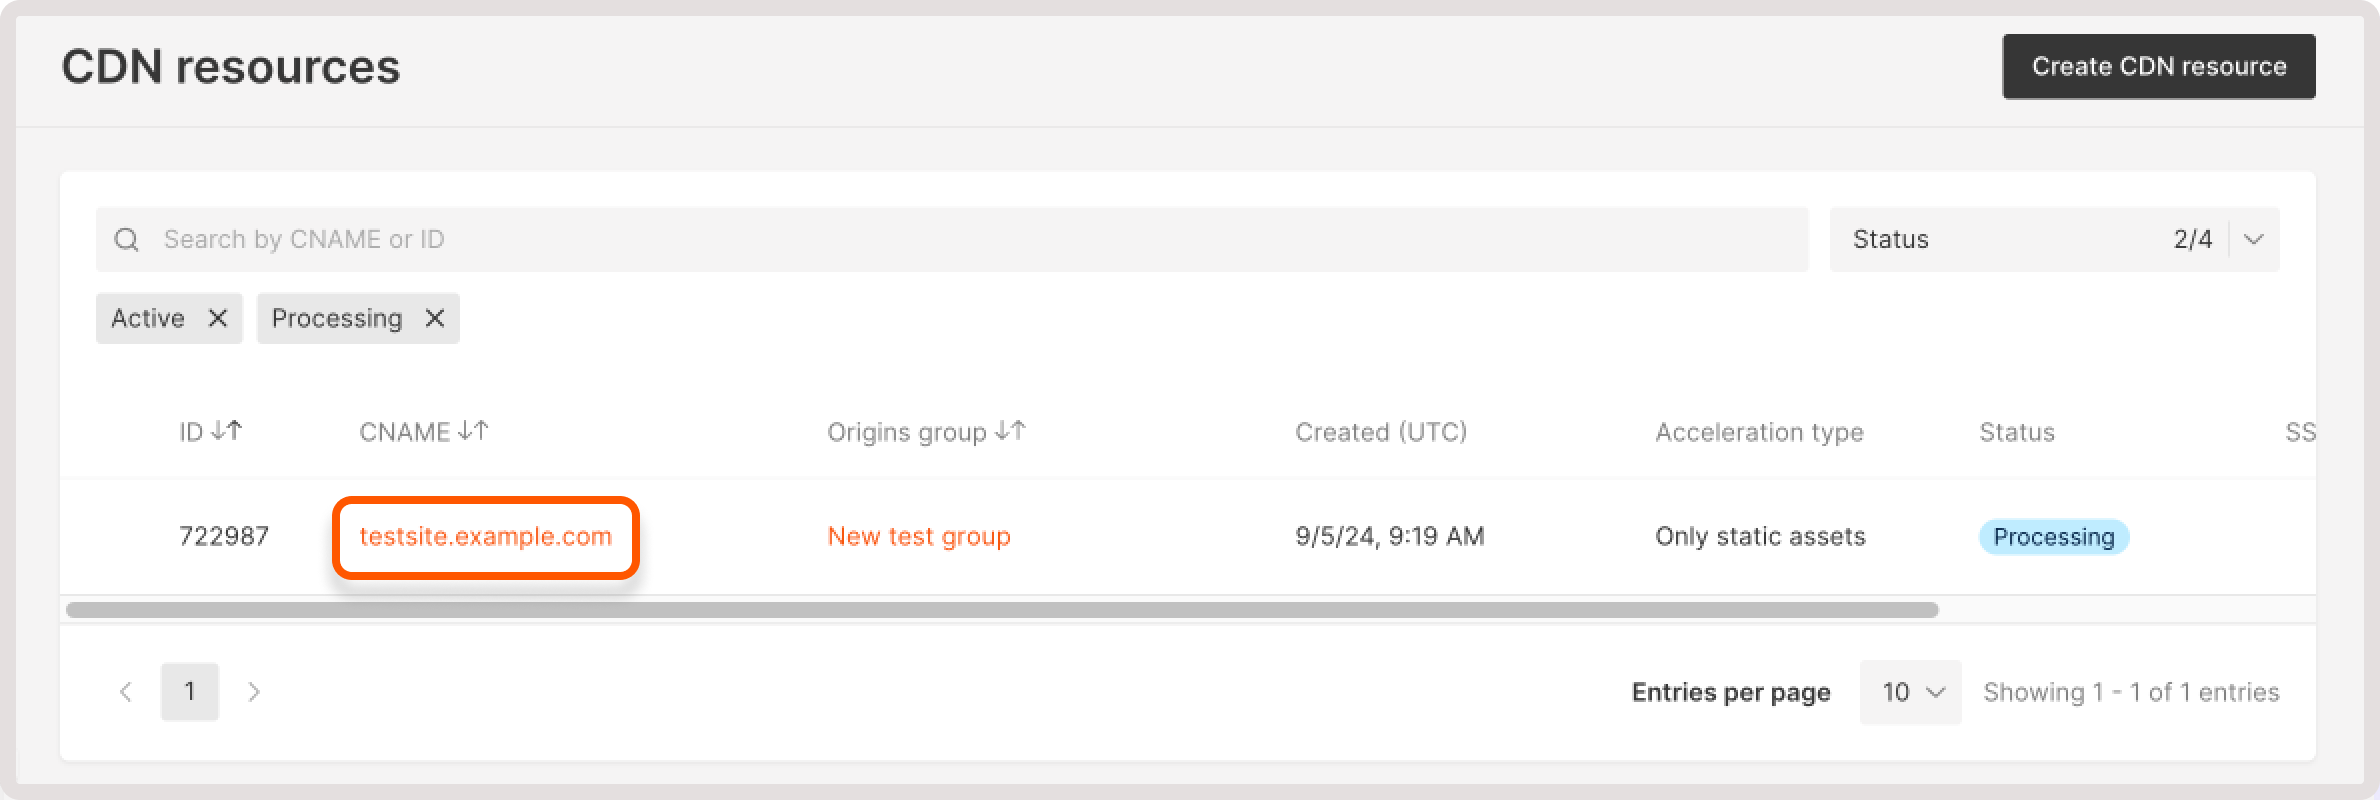 CDN resources
Create CDN resource
Search by CNAME or ID
Status 2/4
Active Processing
ID CNAME Origins group Created (UTC) Acceleration type Status SS
722987 testsite.example.com New test group 9/5/24, 9:19 AM Only static assets Processing
1 Entries per page 10 Showing 1 - 1 of 1 entries